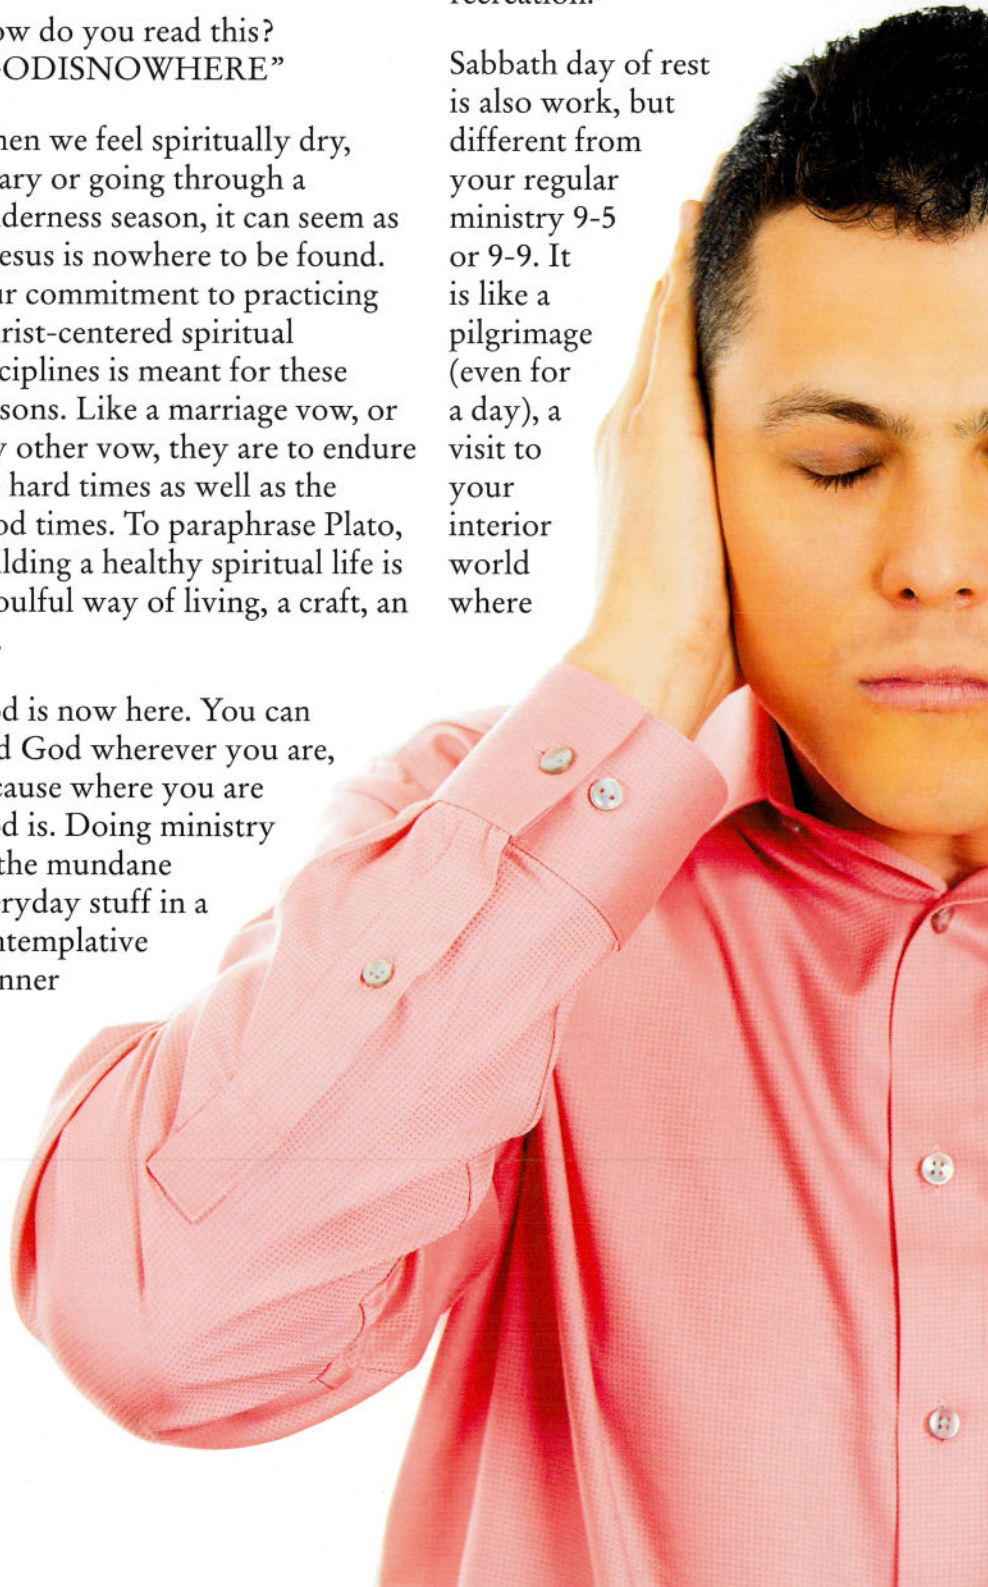 ow do you read this?
ODISNOWHERE”
hen we feel spiritually dry,
ary or going through a
derness season, it can seem as
esus is nowhere to be found.
ur commitment to practicing
rist-centered spiritual
ciplines is meant for these
sons. Like a marriage vow, or
y other vow, they are to endure
hard times as well as the
od times. To paraphrase Plato,
lding a healthy spiritual life is
oulful way of living, a craft, an
d is now here. You can
d God wherever you are,
cause where you are
d is. Doing ministry
the mundane
ryday stuff in a
ntemplative
nner
recreation.
Sabbath day of rest
is also work, but
different from
your regular
ministry 9-5
or 9-9. It
is like a
pilgrimage
(even for
a day), a
visit to
your
interior
world
where